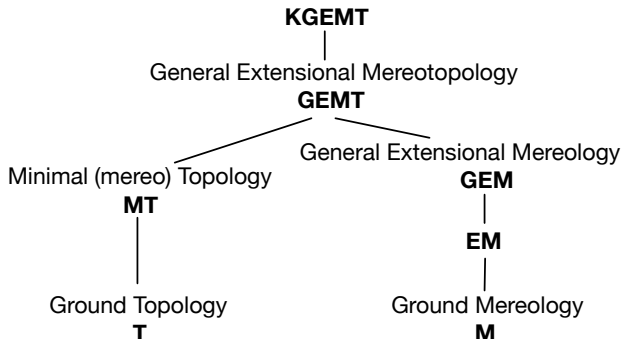 KGEMT
General Extensional Mereotopology
GEMT
General Extensional Mereology
GEM
Minimal (mereo) Topology
MT
EM
Ground Topology
T
Ground Mereology
M